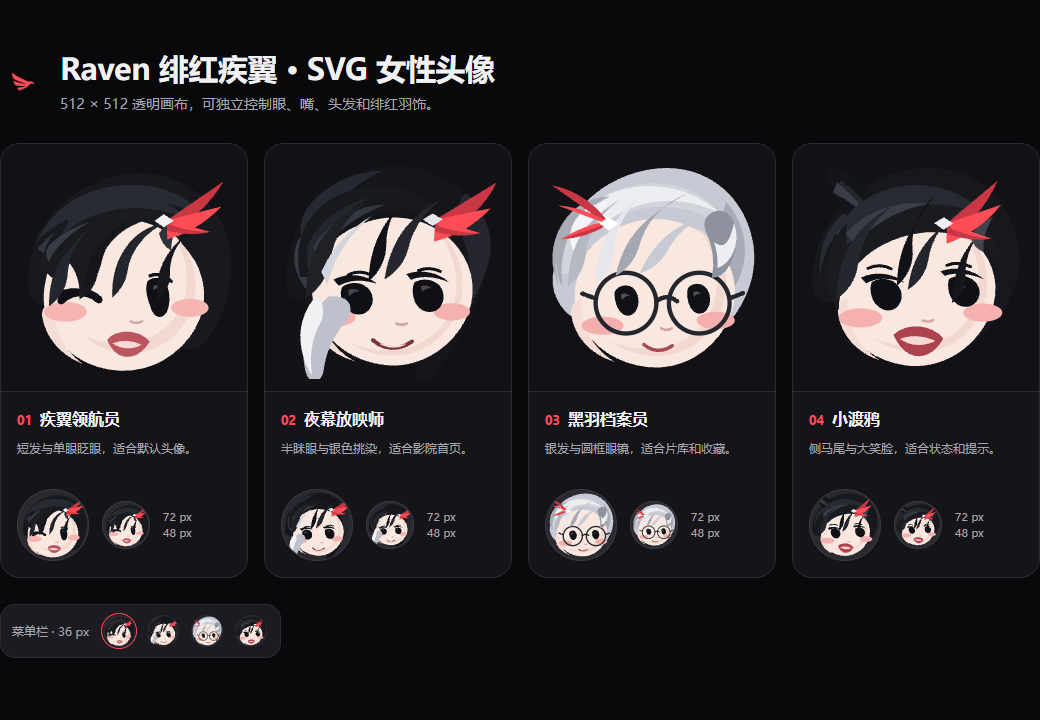 Raven 绯红疾翼 · SVG 女性头像
512 × 512 透明画布，可独立控制眼、嘴、头发和绯红羽饰。
01 疾翼领航员
短发与单眼眨眼，适合默认头像。
72 px
48 px
02 夜幕放映师
半眯眼与银色挑染，适合影院首页。
72 px
48 px
03 黑羽档案员
银发与圆框眼镜，适合片库和收藏。
72 px
48 px
04 小渡鸦
侧马尾与大笑脸，适合状态和提示。
72 px
48 px
菜单栏 · 36 px